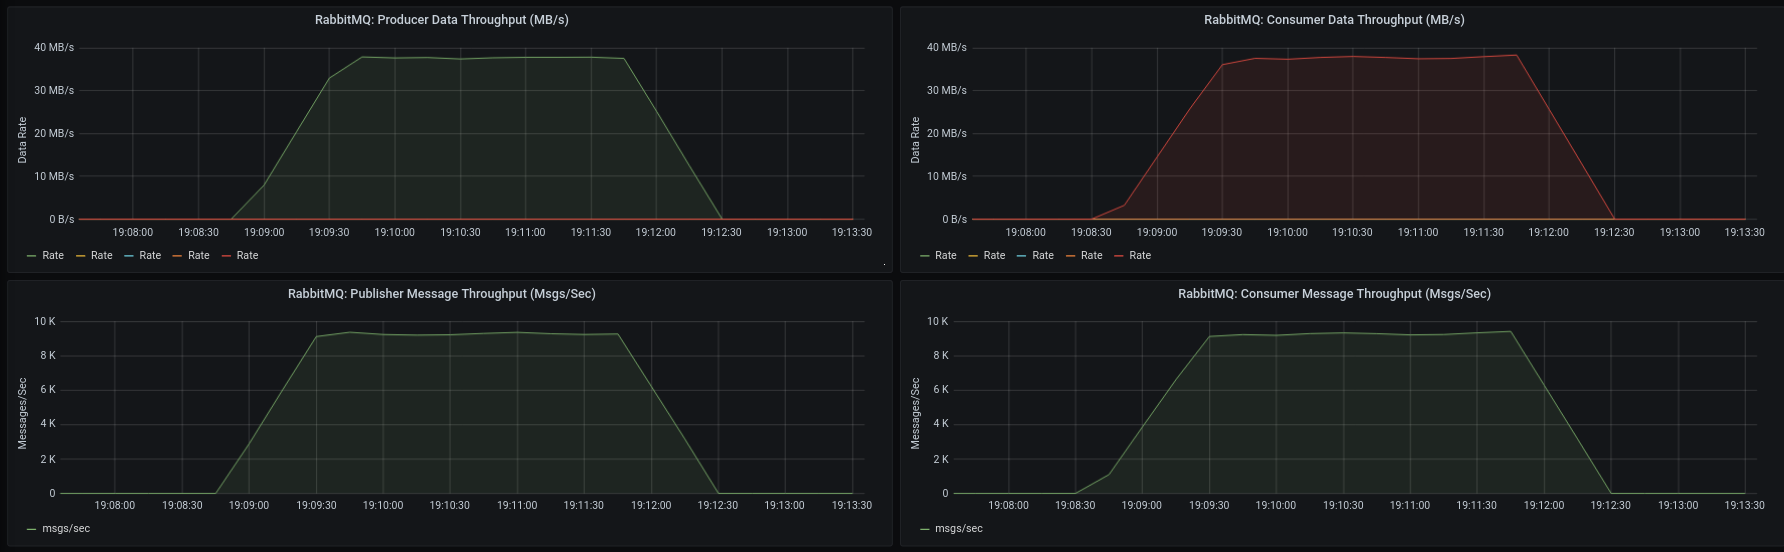 RabbitMQ: Producer Data Throughput (MB/s)
Data Rate
40 MB/s
30 MB/s
20 MB/s
10 MB/s
0 B/s
19:08:00 19:08:30 19:09:00 19:09:30 19:10:00 19:10:30 19:11:00 19:11:30 19:12:00 19:12:30 19:13:00 19:13:30
Rate Rate Rate Rate Rate
RabbitMQ: Consumer Data Throughput (MB/s)
Data Rate
40 MB/s
30 MB/s
20 MB/s
10 MB/s
0 B/s
19:08:00 19:08:30 19:09:00 19:09:30 19:10:00 19:10:30 19:11:00 19:11:30 19:12:00 19:12:30 19:13:00 19:13:30
Rate Rate Rate Rate Rate
RabbitMQ: Publisher Message Throughput (Msgs/Sec)
Messages/Sec
10 K
8 K
6 K
4 K
2 K
0
19:08:00 19:08:30 19:09:00 19:09:30 19:10:00 19:10:30 19:11:00 19:11:30 19:12:00 19:12:30 19:13:00 19:13:30
msgs/sec
RabbitMQ: Consumer Message Throughput (Msgs/Sec)
Messages/Sec
10 K
8 K
6 K
4 K
2 K
0
19:08:00 19:08:30 19:09:00 19:09:30 19:10:00 19:10:30 19:11:00 19:11:30 19:12:00 19:12:30 19:13:00 19:13:30
msgs/sec